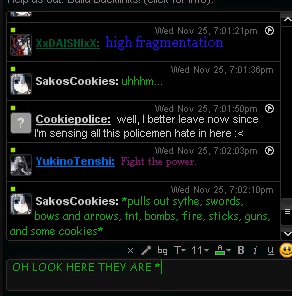 Help us out. Build Backlinks! (click for info).
Wed Nov 25, 7:01:21pm
XxDAISHIxX: high fragmentation
Wed Nov 25, 7:01:36pm
SakosCookies: uhhhm...
Wed Nov 25, 7:01:50pm
Cookiepolice: well, I better leave now since
I'm sensing all this policemen hate in here :<
Wed Nov 25, 7:02:03pm
YukinoTenshi: Fight the power.
Wed Nov 25, 7:02:10pm
SakosCookies: *pulls out sythe, swords,
bows and arrows, tnt, bombs, fire, sticks, guns,
and some cookies*
bg T 11 A B i U
OH LOOK HERE THEY ARE *